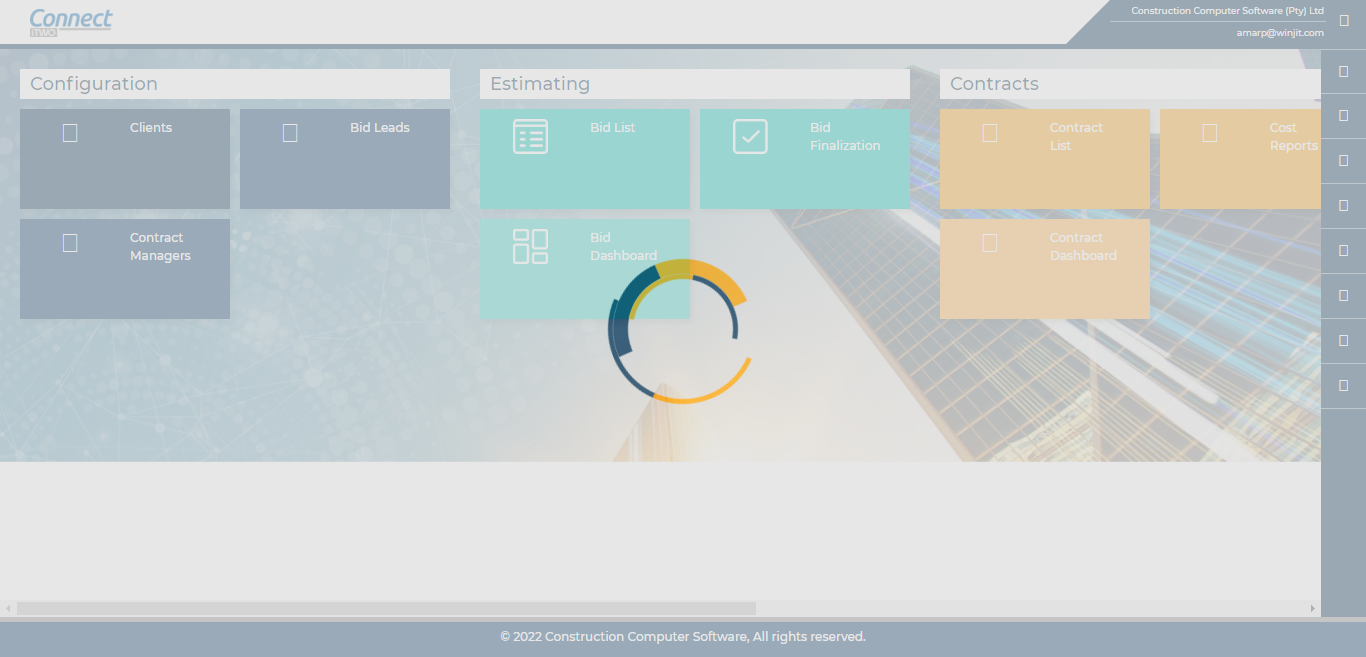 Connect
iTWO
Construction Computer Software (Pty) Ltd
amarp@winjit.com
Configuration
Estimating
Contracts
Clients
Bid Leads
Bid List
Bid
Finalization
Contract
List
Cost
Reports
Contract
Managers
Bid
Dashboard
Contract
Dashboard
© 2022 Construction Computer Software, All rights reserved.